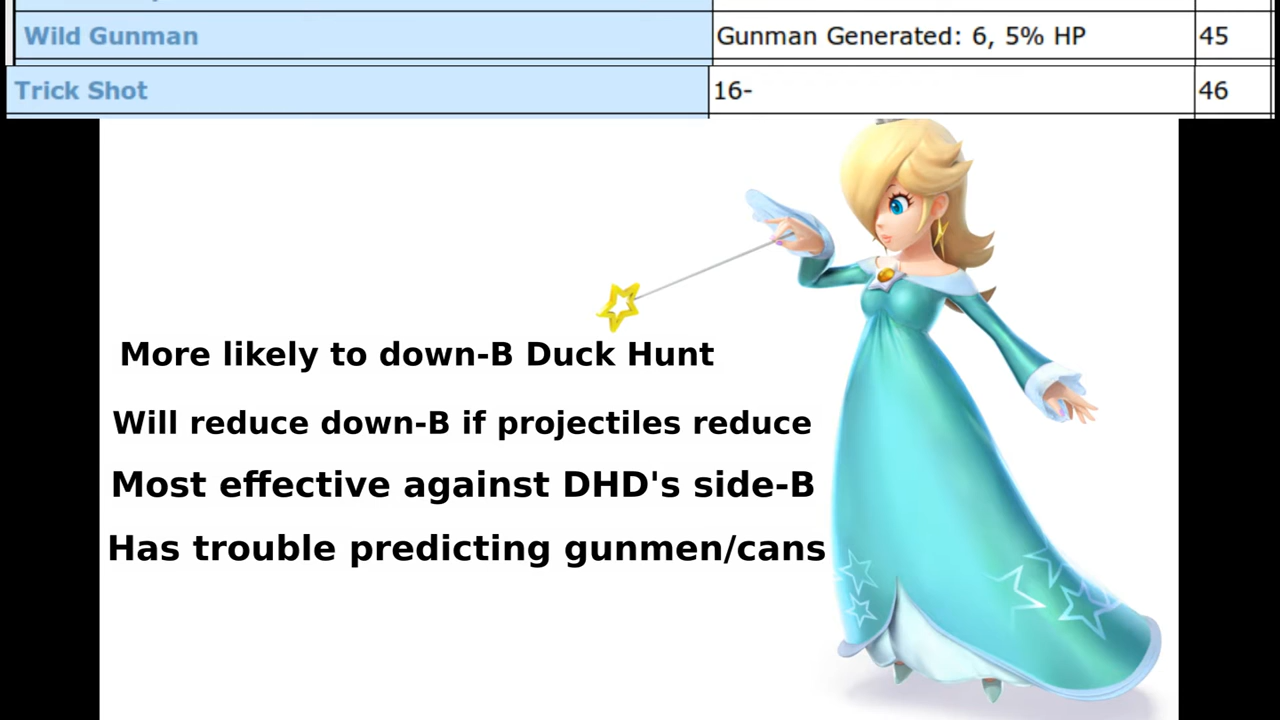 Wild Gunman Gunman Generated: 6, 5% HP 45
Trick Shot 16- 46
More likely to down-B Duck Hunt
Will reduce down-B if projectiles reduce
Most effective against DHD's side-B
Has trouble predicting gunmen/cans